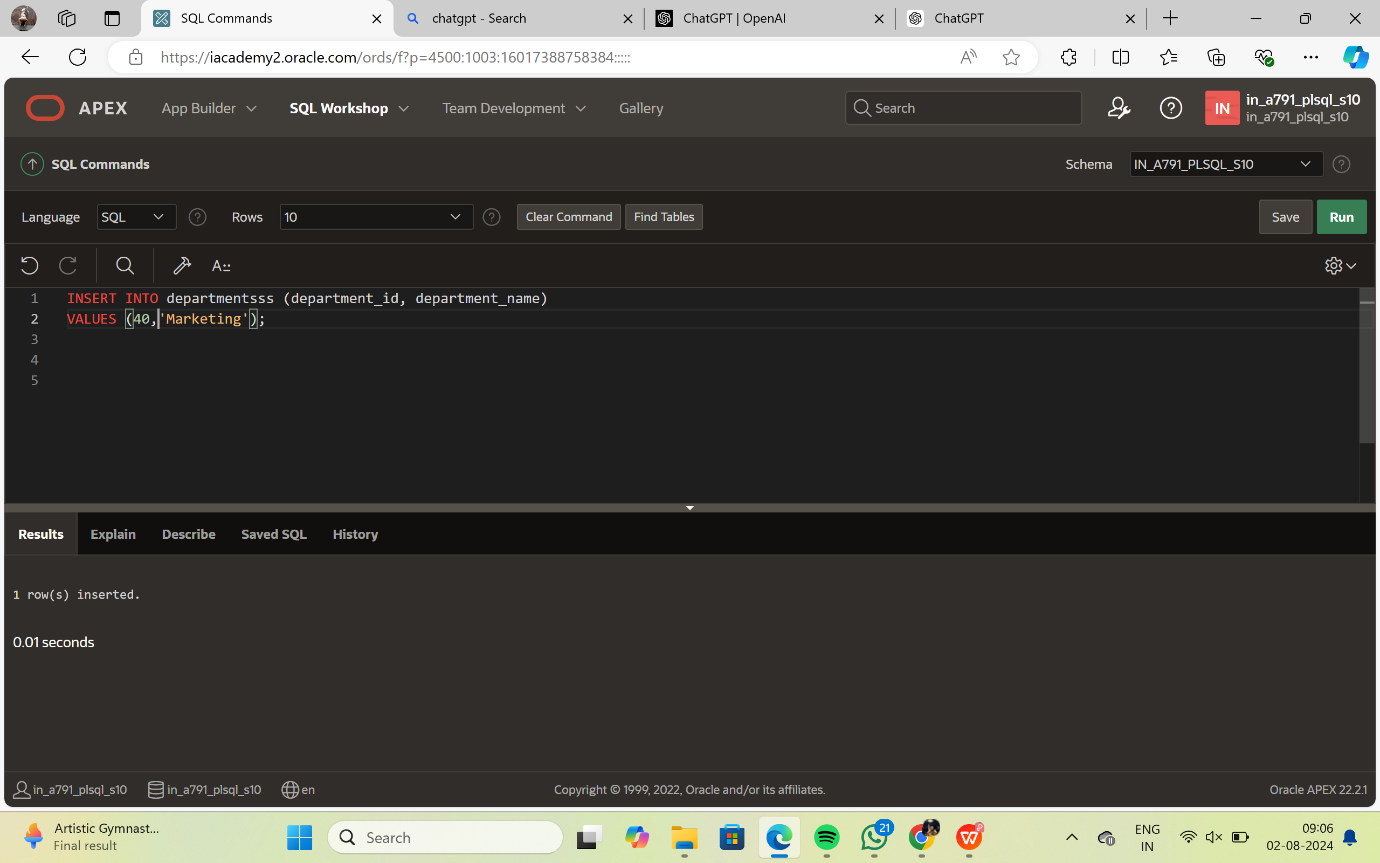 SQL Commands
chatgpt - Search
ChatGPT | OpenAI
ChatGPT
https://iacademy2.oracle.com/ords/f?p=4500:1003:16017388758384:::::
APEX App Builder SQL Workshop Team Development Gallery Search IN in_a791_plsql_s10
in_a791_plsql_s10
SQL Commands Schema IN_A791_PLSQL_S10
Language SQL Rows 10 Clear Command Find Tables Save Run
1 INSERT INTO departmentsss (department_id, department_name)
2 VALUES (40,'Marketing');
3
4
5
Results Explain Describe Saved SQL History
1 row(s) inserted.
0.01 seconds
in_a791_plsql_s10 in_a791_plsql_s10 en Copyright © 1999, 2022, Oracle and/or its affiliates. Oracle APEX 22.2.1
Artistic Gymnast...
Final result
Search
21
ENG
IN
09:06
02-08-2024